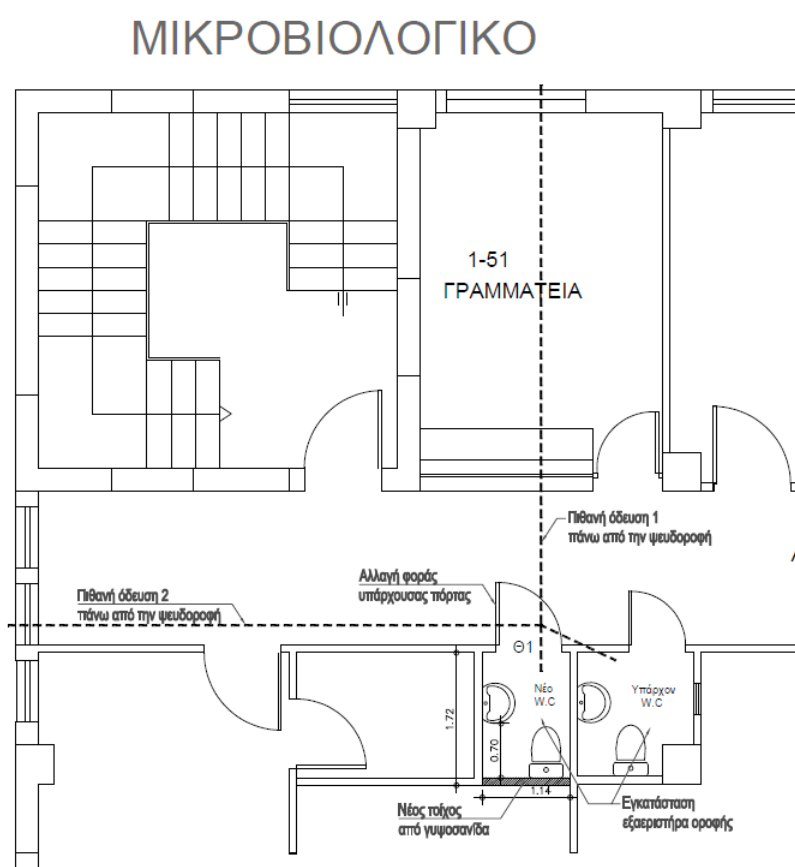 ΜΙΚΡΟΒΙΟΛΟΓΙΚΟ
1-51
ΓΡΑΜΜΑΤΕΙΑ
Πιθανή όδευση 1
πάνω από την ψευδοροφή
Αλλαγή φοράς
υπάρχουσας πόρτας
Πιθανή όδευση 2
πάνω από την ψευδοροφή
Θ1
Νέο
W.C
Υπάρχον
W.C
1.72
0.70
1.14
Νέος τοίχος
από γυψοσανίδα
Εγκατάσταση
εξαεριστήρα οροφής